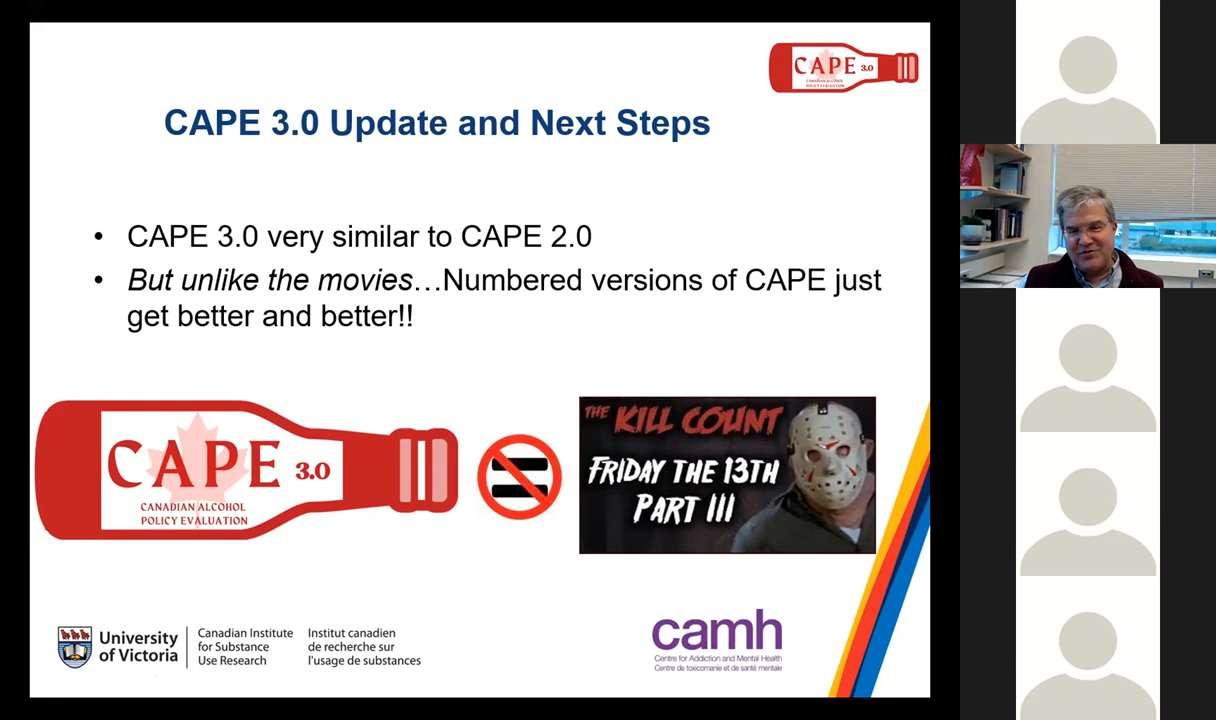 CAPE 3.0
CANADIAN ALCOHOL
POLICY EVALUATION
CAPE 3.0 Update and Next Steps
• CAPE 3.0 very similar to CAPE 2.0
• But unlike the movies…Numbered versions of CAPE just
get better and better!!
CAPE 3.0
CANADIAN ALCOHOL
POLICY EVALUATION
THE KILL COUNT
FRIDAY THE 13TH
PART III
University
of Victoria
Canadian Institute
for Substance
Use Research
Institut canadien
de recherche sur
l'usage de substances
camh
Centre for Addiction and Mental Health
Centre de toxicomanie et de santé mentale